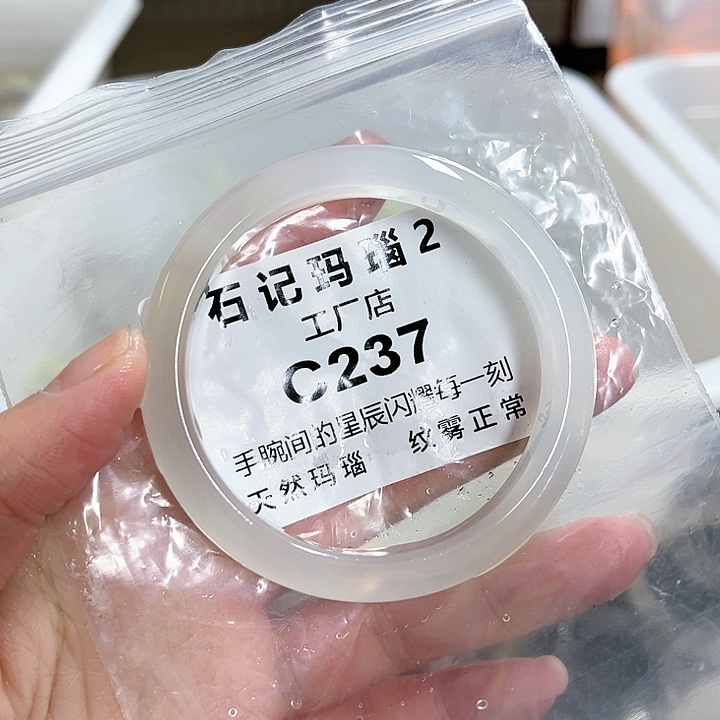 石记玛瑙2
工厂店
C237
手腕间的星辰闪耀每一刻
天然玛瑙 纹雾正常